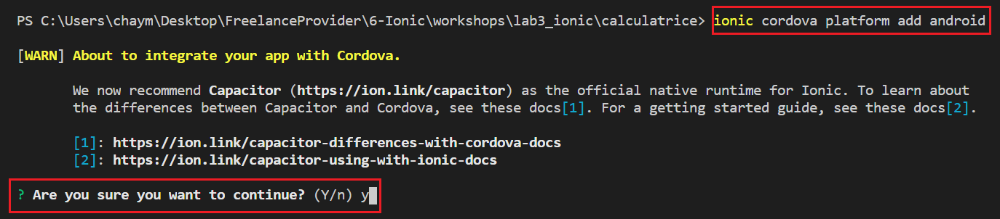 PS C:\Users\chaym\Desktop\FreelanceProvider\6-Ionic\workshops\lab3_ionic\calculatrice> ionic cordova platform add android
[WARN] About to integrate your app with Cordova.
We now recommend Capacitor (https://ion.link/capacitor) as the official native runtime for Ionic. To learn about
the differences between Capacitor and Cordova, see these docs[1]. For a getting started guide, see these docs[2].
[1]: https://ion.link/capacitor-differences-with-cordova-docs
[2]: https://ion.link/capacitor-using-with-ionic-docs
? Are you sure you want to continue? (Y/n) y